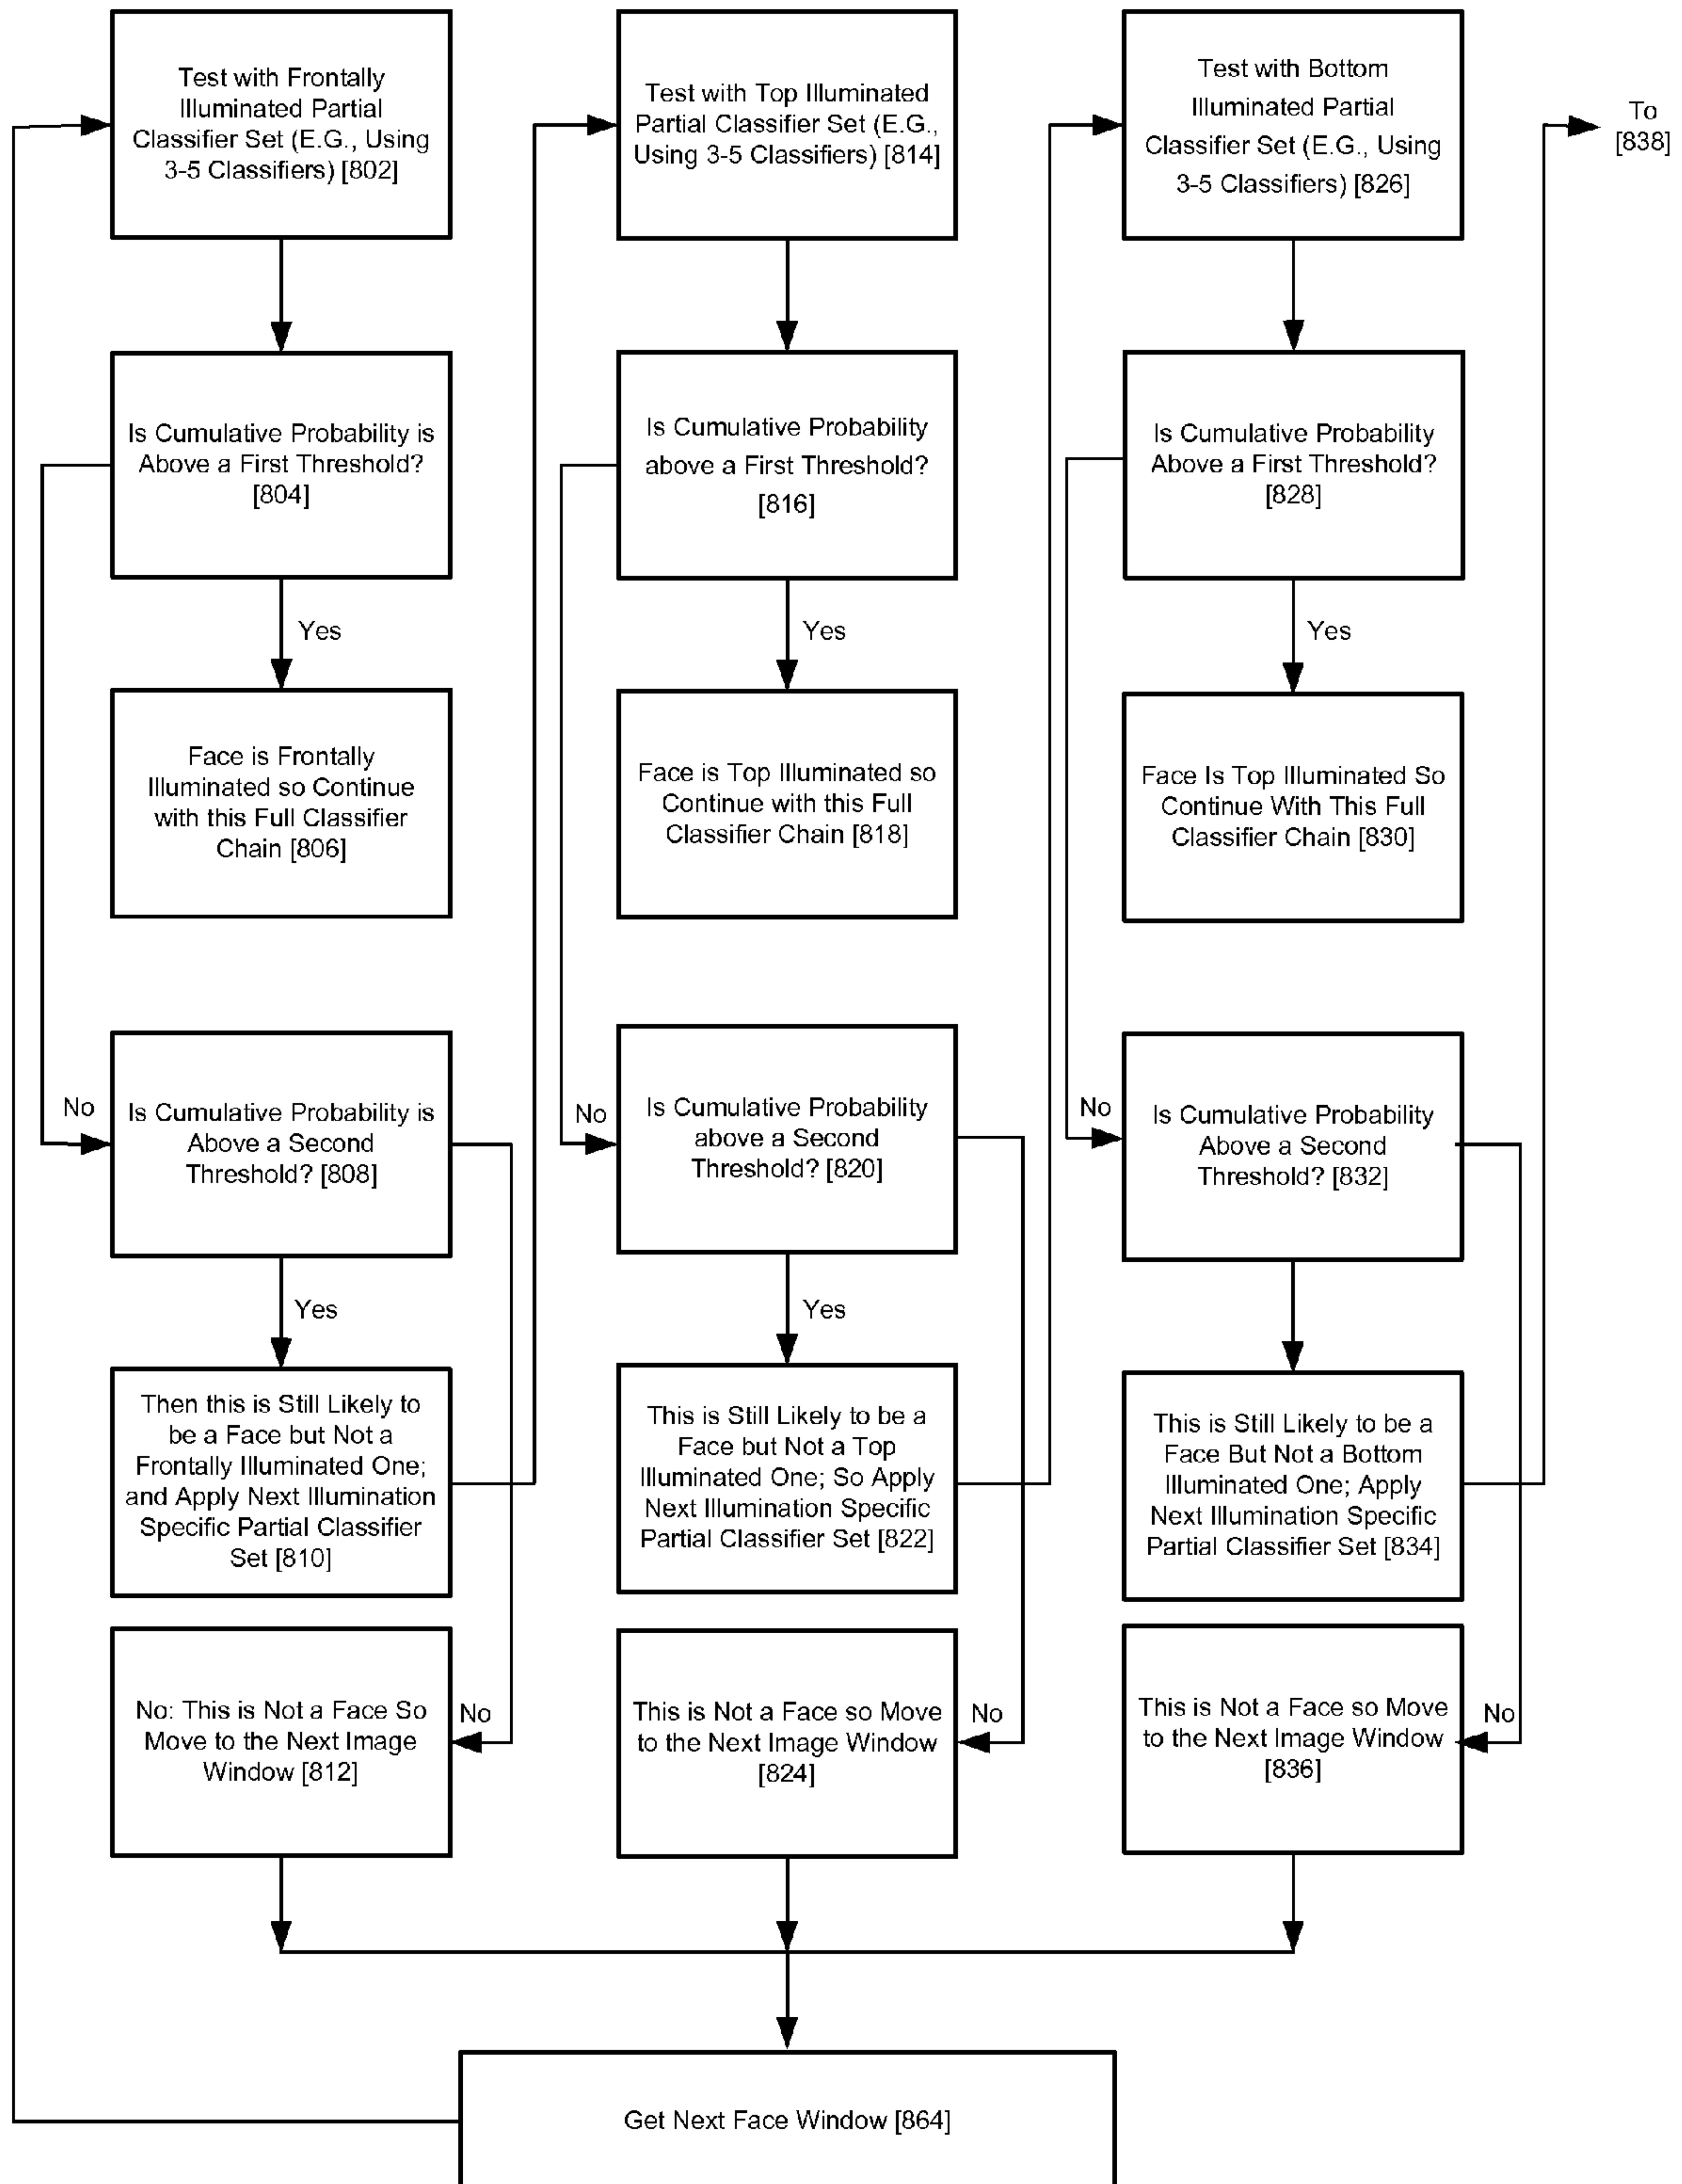 Test with Frontally
Illuminated Partial
Classifier Set (E.G., Using
3-5 Classifiers) [802]
Is Cumulative Probability is
Above a First Threshold?
[804]
Yes
Face is Frontally
Illuminated so Continue
with this Full Classifier
Chain [806]
No
Is Cumulative Probability is
Above a Second
Threshold? [808]
Yes
Then this is Still Likely to
be a Face but Not a
Frontally Illuminated One;
and Apply Next Illumination
Specific Partial Classifier
Set [810]
No: This is Not a Face So
Move to the Next Image
Window [812]
No
Test with Top Illuminated
Partial Classifier Set (E.G.,
Using 3-5 Classifiers) [814]
Is Cumulative Probability
above a First Threshold?
[816]
Yes
Face is Top Illuminated so
Continue with this Full
Classifier Chain [818]
No
Is Cumulative Probability
above a Second
Threshold? [820]
Yes
This is Still Likely to be a
Face but Not a Top
Illuminated One; So Apply
Next Illumination Specific
Partial Classifier Set [822]
This is Not a Face so Move
to the Next Image Window
[824]
No
Test with Bottom
Illuminated Partial
Classifier Set (E.G., Using
3-5 Classifiers) [826]
Is Cumulative Probability
Above a First Threshold?
[828]
Yes
Face Is Top Illuminated So
Continue With This Full
Classifier Chain [830]
No
Is Cumulative Probability
Above a Second
Threshold? [832]
This is Still Likely to be a
Face But Not a Bottom
Illuminated One; Apply
Next Illumination Specific
Partial Classifier Set [834]
This is Not a Face so Move
to the Next Image Window
[836]
No
To
[838]
Get Next Face Window [864]